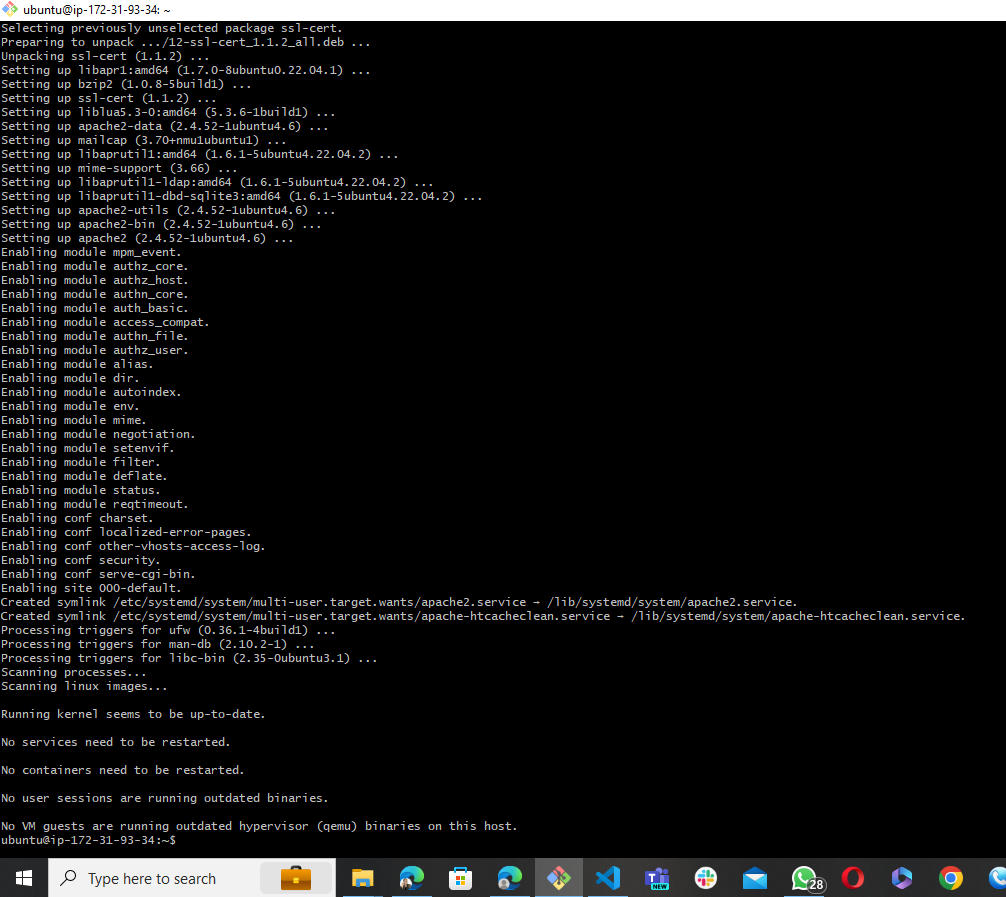 ubuntu@ip-172-31-93-34: ~
Selecting previously unselected package ssl-cert.
Preparing to unpack .../12-ssl-cert_1.1.2_all.deb ...
Unpacking ssl-cert (1.1.2) ...
Setting up libapr1:amd64 (1.7.0-8ubuntu0.22.04.1) ...
Setting up bzip2 (1.0.8-5build1) ...
Setting up ssl-cert (1.1.2) ...
Setting up liblua5.3-0:amd64 (5.3.6-1build1) ...
Setting up apache2-data (2.4.52-1ubuntu4.6) ...
Setting up mailcap (3.70+nmu1ubuntu1) ...
Setting up libaprutil1:amd64 (1.6.1-5ubuntu4.22.04.2) ...
Setting up mime-support (3.66) ...
Setting up libaprutil1-ldap:amd64 (1.6.1-5ubuntu4.22.04.2) ...
Setting up libaprutil1-dbd-sqlite3:amd64 (1.6.1-5ubuntu4.22.04.2) ...
Setting up apache2-utils (2.4.52-1ubuntu4.6) ...
Setting up apache2-bin (2.4.52-1ubuntu4.6) ...
Setting up apache2 (2.4.52-1ubuntu4.6) ...
Enabling module mpm_event.
Enabling module authz_core.
Enabling module authz_host.
Enabling module authn_core.
Enabling module auth_basic.
Enabling module access_compat.
Enabling module authn_file.
Enabling module authz_user.
Enabling module alias.
Enabling module dir.
Enabling module autoindex.
Enabling module env.
Enabling module mime.
Enabling module negotiation.
Enabling module setenvif.
Enabling module filter.
Enabling module deflate.
Enabling module status.
Enabling module reqtimeout.
Enabling conf charset.
Enabling conf localized-error-pages.
Enabling conf other-vhosts-access-log.
Enabling conf security.
Enabling conf serve-cgi-bin.
Enabling site 000-default.
Created symlink /etc/systemd/system/multi-user.target.wants/apache2.service → /lib/systemd/system/apache2.service.
Created symlink /etc/systemd/system/multi-user.target.wants/apache-htcacheclean.service → /lib/systemd/system/apache-htcacheclean.service.
Processing triggers for ufw (0.36.1-4build1) ...
Processing triggers for man-db (2.10.2-1) ...
Processing triggers for libc-bin (2.35-0ubuntu3.1) ...
Scanning processes...
Scanning linux images...
Running kernel seems to be up-to-date.
No services need to be restarted.
No containers need to be restarted.
No user sessions are running outdated binaries.
No VM guests are running outdated hypervisor (qemu) binaries on this host.
ubuntu@ip-172-31-93-34:~$
Type here to search
NEW
28